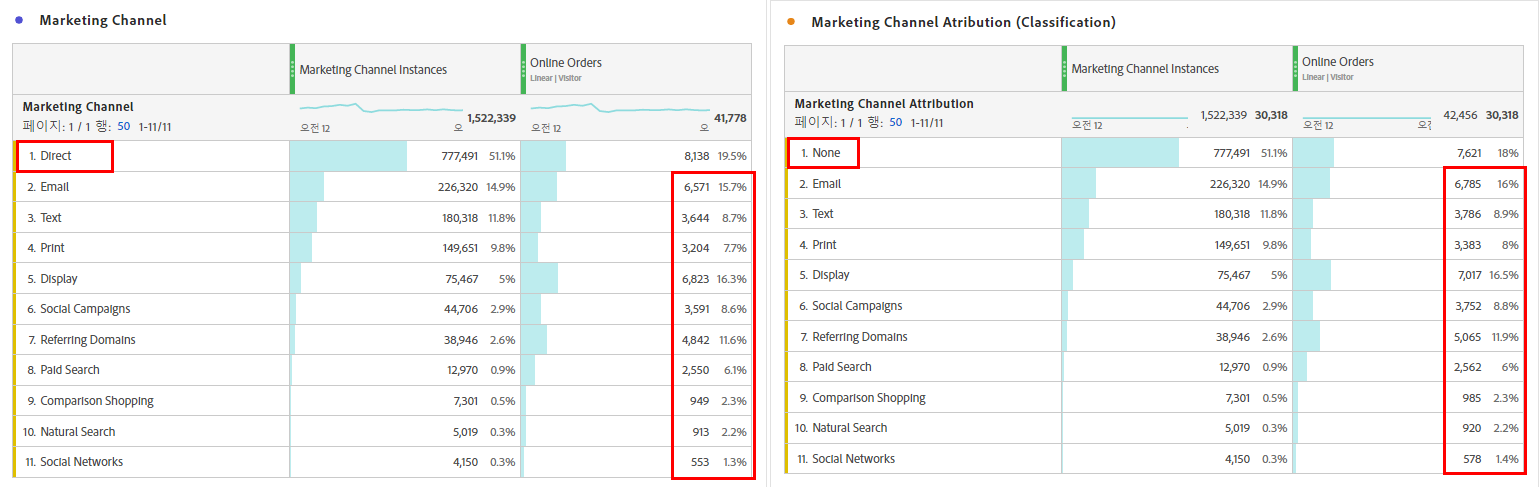 Marketing Channel
Marketing Channel Instances
Online Orders
Linear | Visitor
Marketing Channel
페이지: 1 / 1 행: 50 1-11/11
오전 12
오
1,522,339
오전 12
오
41,778
1. Direct 777,491 51.1% 8,138 19.5%
2. Email 226,320 14.9% 6,571 15.7%
3. Text 180,318 11.8% 3,644 8.7%
4. Print 149,651 9.8% 3,204 7.7%
5. Display 75,467 5% 6,823 16.3%
6. Social Campaigns 44,706 2.9% 3,591 8.6%
7. Referring Domains 38,946 2.6% 4,842 11.6%
8. Paid Search 12,970 0.9% 2,550 6.1%
9. Comparison Shopping 7,301 0.5% 949 2.3%
10. Natural Search 5,019 0.3% 913 2.2%
11. Social Networks 4,150 0.3% 553 1.3%
Marketing Channel Atribution (Classification)
Marketing Channel Instances
Online Orders
Linear | Visitor
Marketing Channel Attribution
페이지: 1 / 1 행: 50 1-11/11
오전 12
1,522,339 30,318
오전 12
42,456 30,318
1. None 777,491 51.1% 7,621 18%
2. Email 226,320 14.9% 6,785 16%
3. Text 180,318 11.8% 3,786 8.9%
4. Print 149,651 9.8% 3,383 8%
5. Display 75,467 5% 7,017 16.5%
6. Social Campaigns 44,706 2.9% 3,752 8.8%
7. Referring Domains 38,946 2.6% 5,065 11.9%
8. Paid Search 12,970 0.9% 2,562 6%
9. Comparison Shopping 7,301 0.5% 985 2.3%
10. Natural Search 5,019 0.3% 920 2.2%
11. Social Networks 4,150 0.3% 578 1.4%